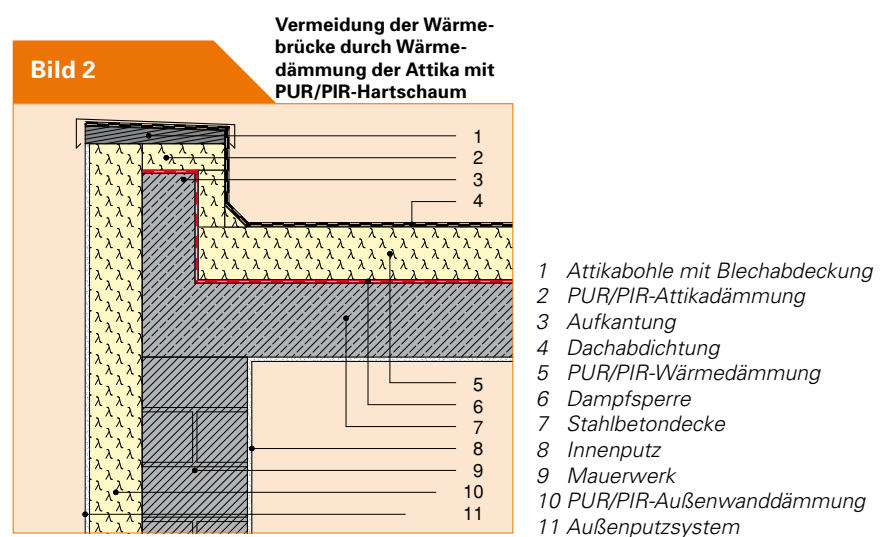 Vermeidung der Wärme-
brücke durch Wärme-
dämmung der Attika mit
PUR/PIR-Hartschaum
Bild 2
1
2
3
4
5
6
7
8
9
10
11
1 Attikabohle mit Blechabdeckung
2 PUR/PIR-Attikadämmung
3 Aufkantung
4 Dachabdichtung
5 PUR/PIR-Wärmedämmung
6 Dampfsperre
7 Stahlbetondecke
8 Innenputz
9 Mauerwerk
10 PUR/PIR-Außenwanddämmung
11 Außenputzsystem